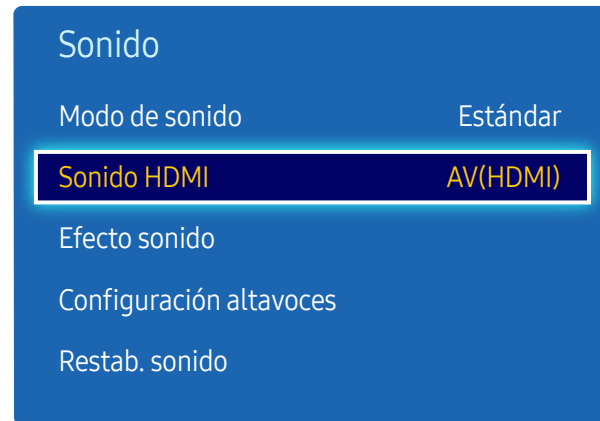 Sonido
Modo de sonido Estándar
Sonido HDMI AV(HDMI)
Efecto sonido
Configuración altavoces
Restab. sonido